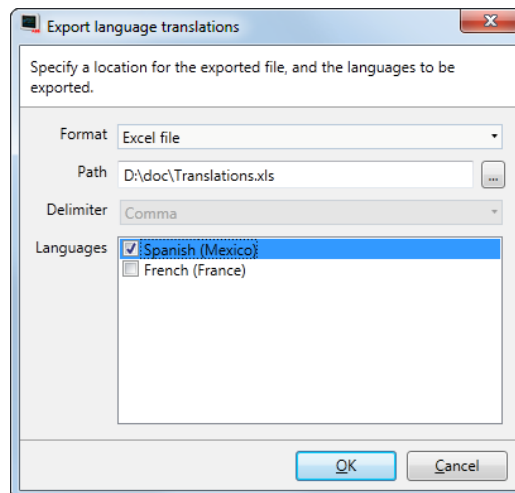 Export language translations
Specify a location for the exported file, and the languages to be
exported.
Format Excel file
Path D:\doc\Translations.xls ...
Delimiter Comma
Languages Spanish (Mexico)
French (France)
OK Cancel